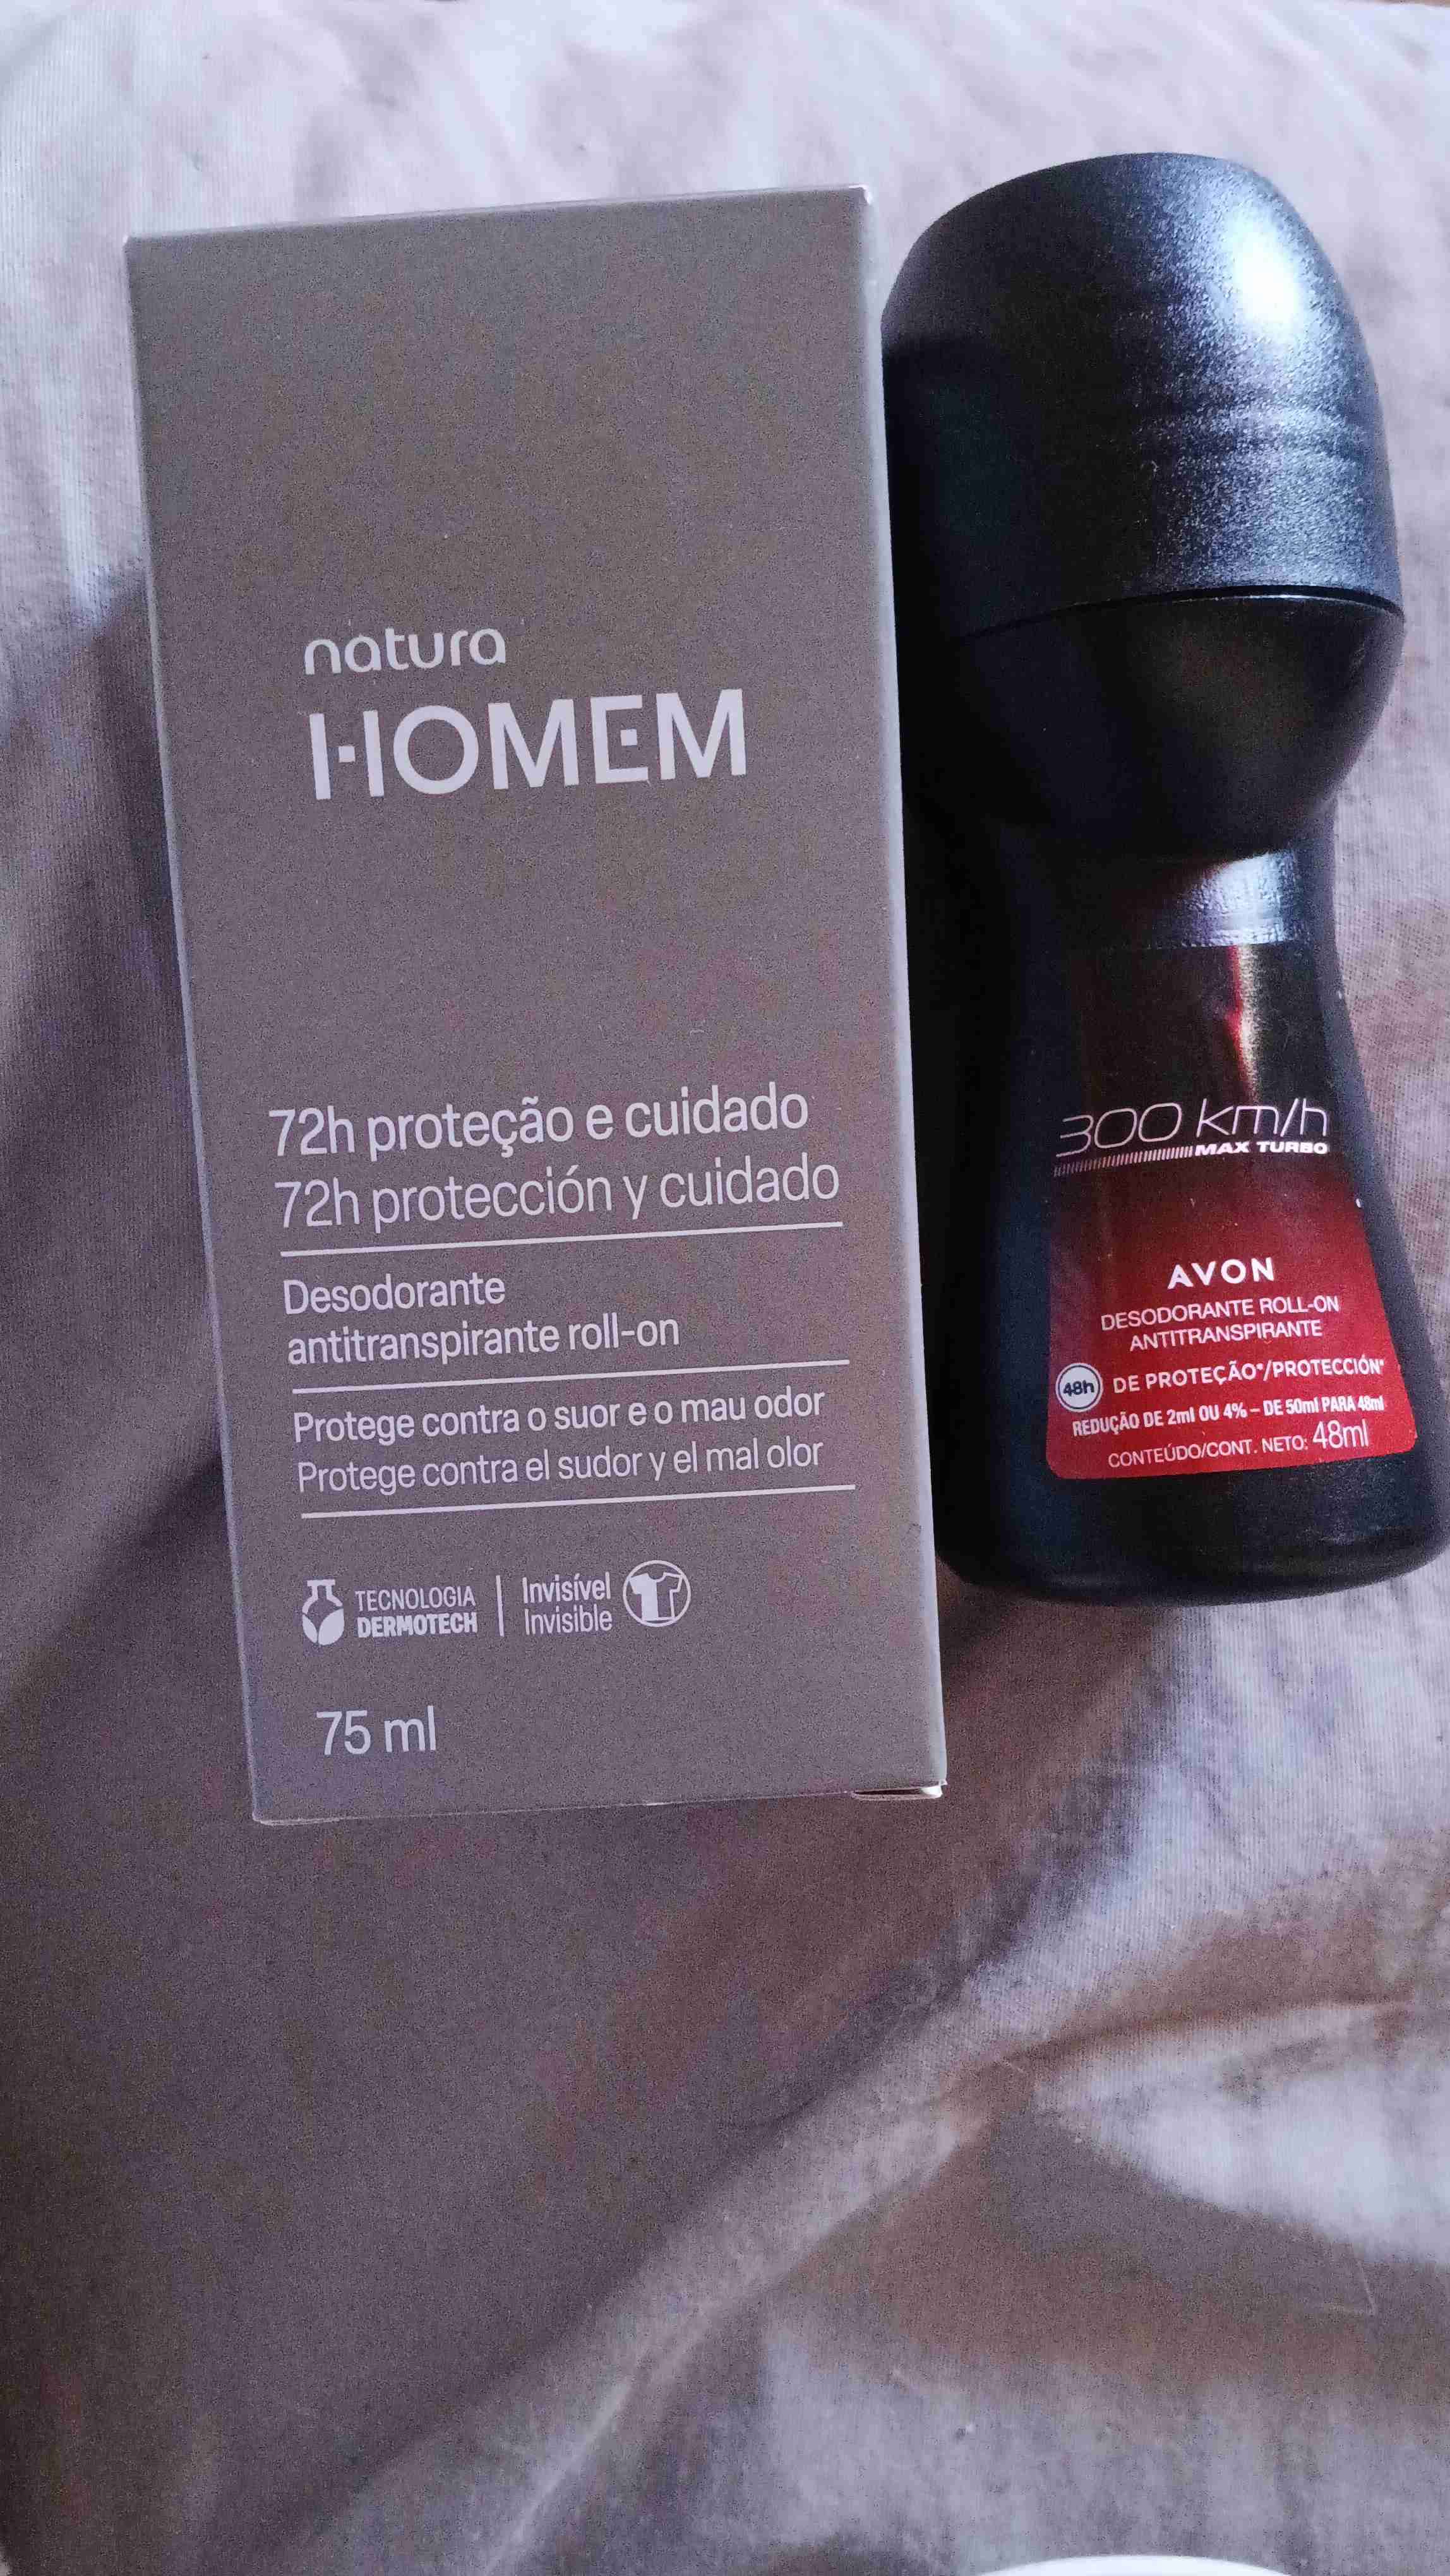 natura
HOMEM
72h proteção e cuidado
72h protección y cuidado
Desodorante
antitranspirante roll-on
Protege contra o suor e o mau odor
Protege contra el sudor y el mal olor
TECNOLOGIA
DERMOTECH
Invisível
Invisible
75 ml
300 km/h
MAX TURBO
AVON
DESODORANTE ROLL-ON
ANTITRANSPIRANTE
48h DE PROTEÇÃO*/PROTECCIÓN*
REDUÇÃO DE 2ml OU 4% – DE 50ml PARA 48ml
CONTEÚDO/CONT. NETO: 48ml